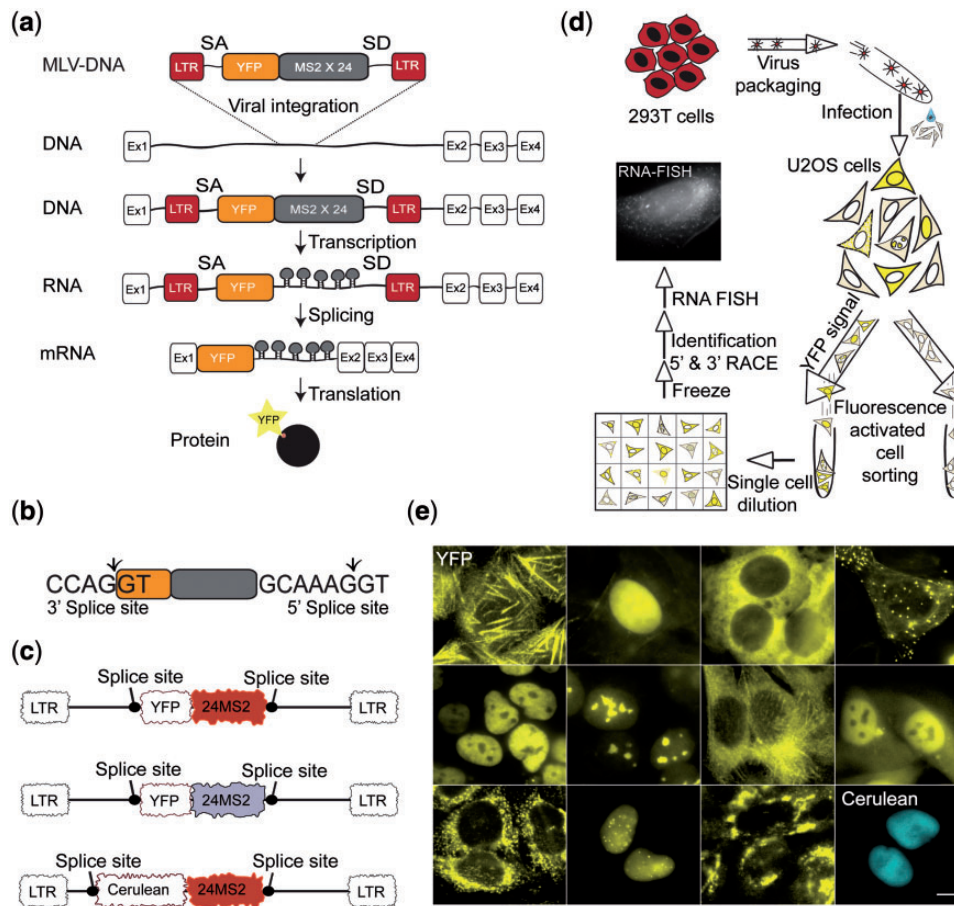 (a)
SA SD
MLV-DNA LTR YFP MS2 X 24 LTR
Viral integration
DNA Ex1 Ex2 Ex3 Ex4
SA SD
DNA Ex1 LTR YFP MS2 X 24 LTR Ex2 Ex3 Ex4
Transcription
SA SD
RNA Ex1 LTR YFP LTR Ex2 Ex3 Ex4
Splicing
mRNA Ex1 YFP Ex2 Ex3 Ex4
Translation
YFP
Protein
(b)
CCAGGT GCAAAGGT
3' Splice site 5' Splice site
(c)
Splice site Splice site
LTR YFP 24MS2 LTR
Splice site Splice site
LTR YFP 24MS2 LTR
Splice site Splice site
LTR Cerulean 24MS2 LTR
(d)
293T cells
Virus
packaging
Infection
U2OS cells
RNA-FISH
RNA FISH
Identification
5' & 3' RACE
Freeze
YFP signal
Fluorescence
activated
cell
sorting
Single cell
dilution
(e)
YFP
Cerulean